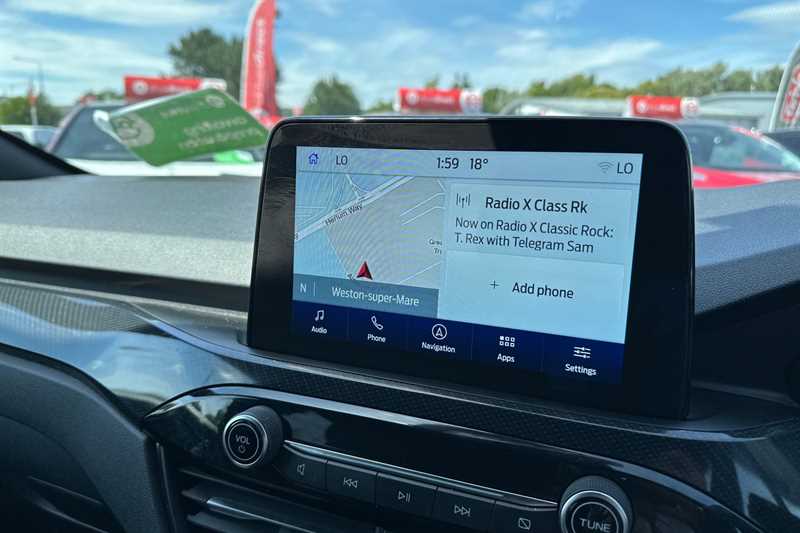 LO 1:59 18° LO
Helum Way
Radio X Class Rk
Now on Radio X Classic Rock:
T. Rex with Telegram Sam
Add phone
N Weston-super-Mare
Audio Phone Navigation Apps Settings
VOL
TUNE